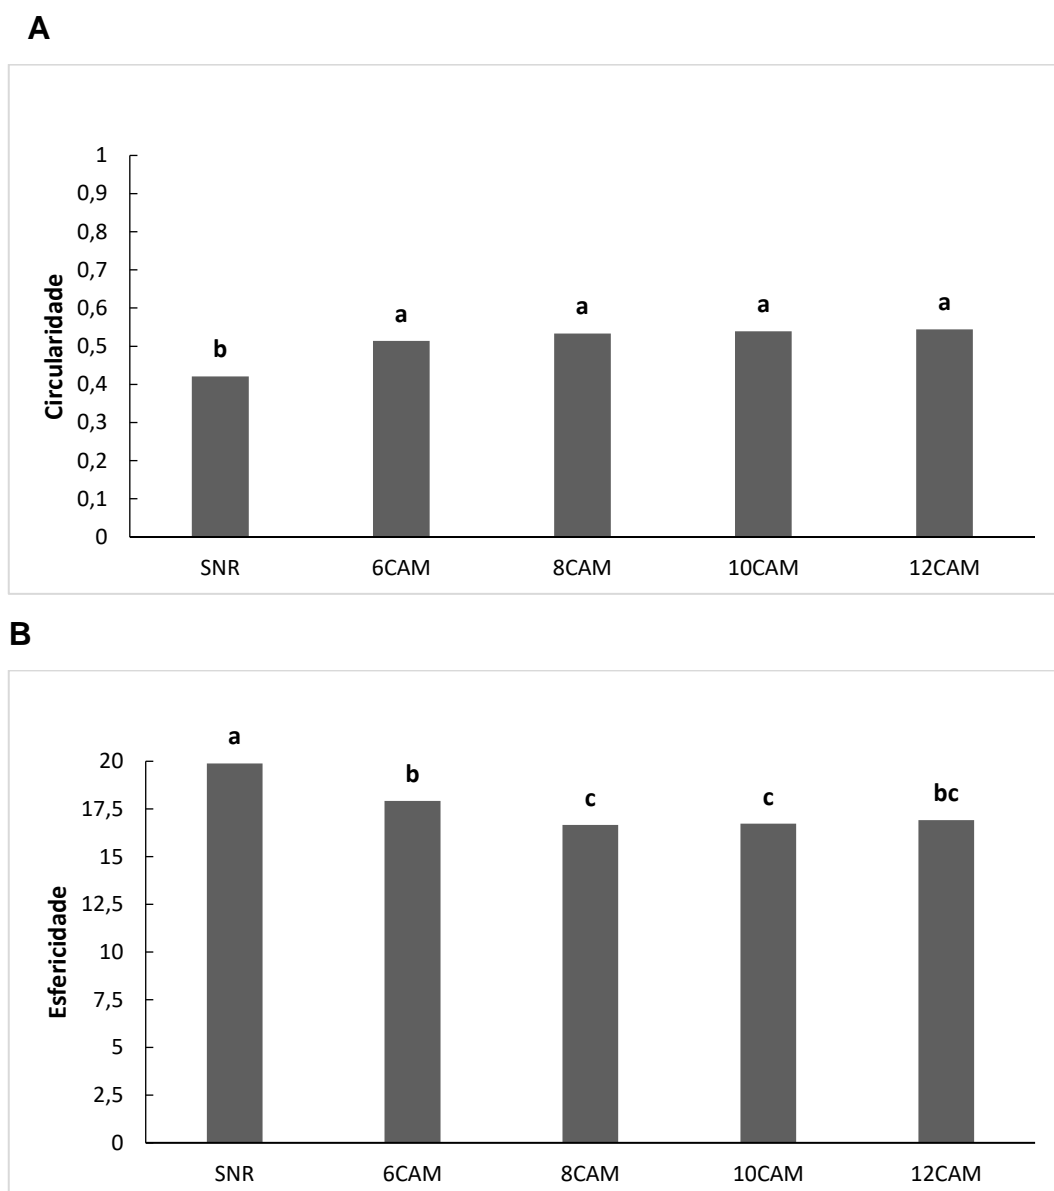 A
1
0,9
0,8
0,7
0,6
0,5
0,4
0,3
0,2
0,1
0
Circularidade
b
a
a
a
a
SNR 6CAM 8CAM 10CAM 12CAM
B
20
17,5
15
12,5
10
7,5
5
2,5
0
Esfericidade
a
b
c
c
bc
SNR 6CAM 8CAM 10CAM 12CAM